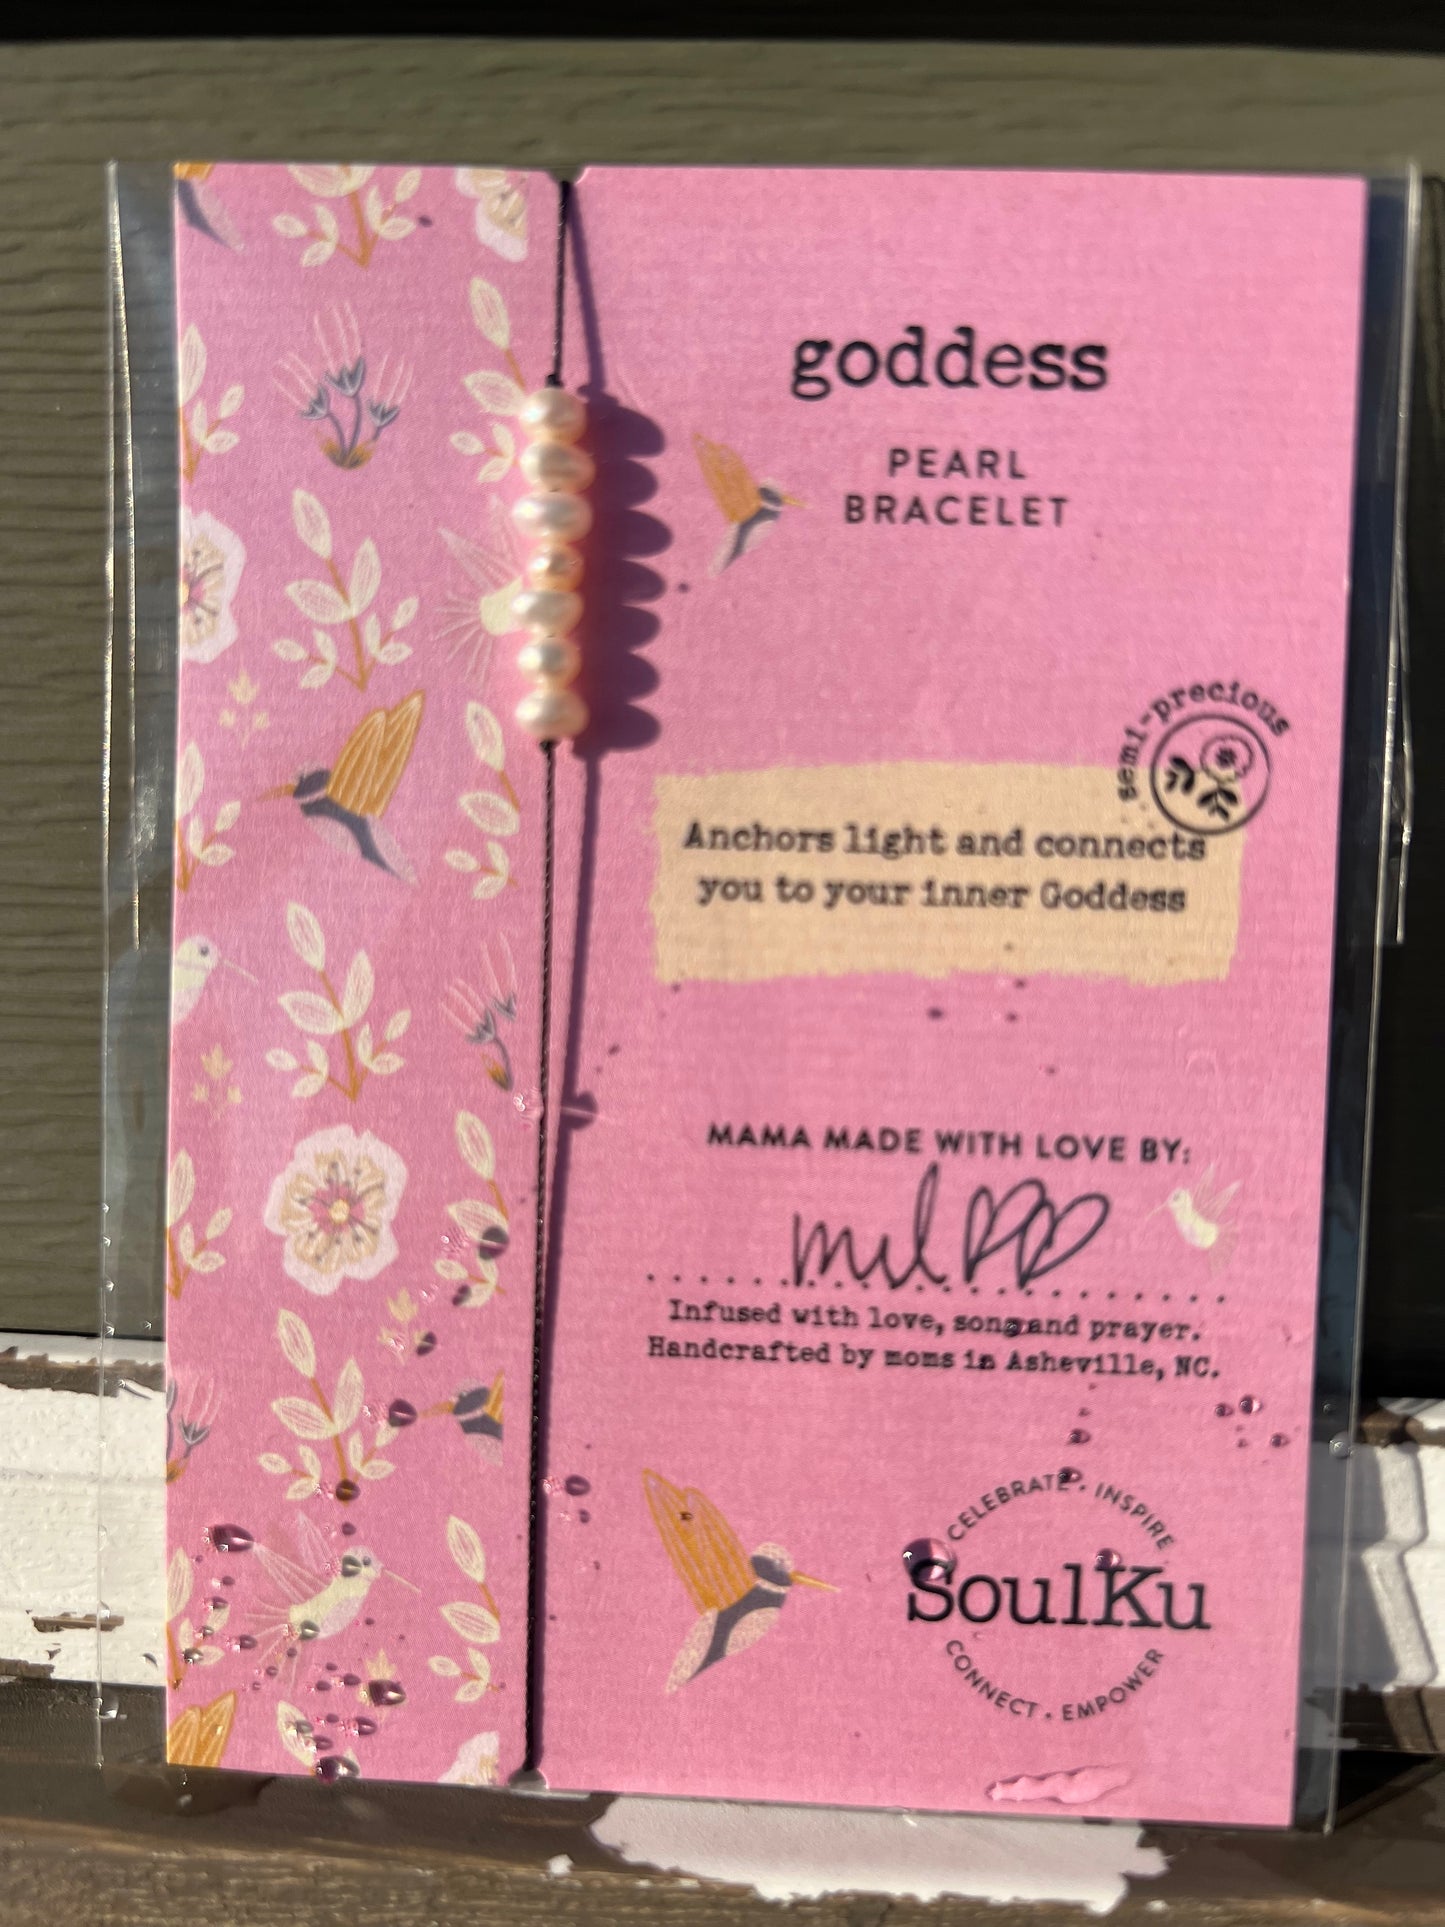 goddess
PEARL
BRACELET
semi-precious
Anchors light and connects
you to your inner Goddess
MAMA MADE WITH LOVE BY:
Infused with love, song and prayer.
Handcrafted by moms in Asheville, NC.
CELEBRATE · INSPIRE
SoulKu
CONNECT · EMPOWER